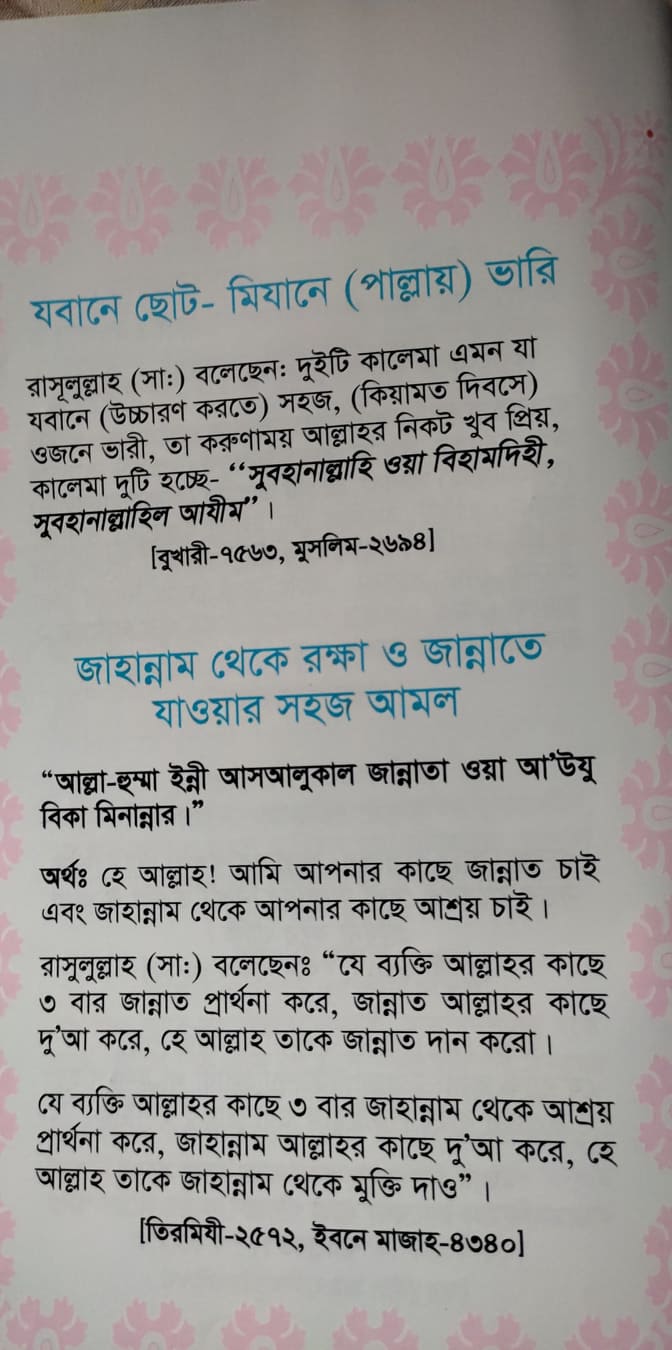 যবানে ছোট- মিযানে (পাল্লায়) ভারি
রাসূলুল্লাহ (সাঃ) বলেছেনঃ দুইটি কালেমা এমন যা
যবানে (উচ্চারণ করতে) সহজ, (কিয়ামত দিবসে)
ওজনে ভারী, তা করুণাময় আল্লাহর নিকট খুব প্রিয়,
কালেমা দুটি হচ্ছে- “সুবহানাল্লাহি ওয়া বিহামদিহী,
সুবহানাল্লাহিল আযীম”।
[বুখারী-৭৫৬৩, মুসলিম-২৬৯৪]
জাহান্নাম থেকে রক্ষা ও জান্নাতে
যাওয়ার সহজ আমল
“আল্লা-হুম্মা ইন্নী আসআলুকাল জান্নাতা ওয়া আ'উযু
বিকা মিনান্নার।”
অর্থঃ হে আল্লাহ! আমি আপনার কাছে জান্নাত চাই
এবং জাহান্নাম থেকে আপনার কাছে আশ্রয় চাই।
রাসুলুল্লাহ (সাঃ) বলেছেনঃ “যে ব্যক্তি আল্লাহর কাছে
৩ বার জান্নাত প্রার্থনা করে, জান্নাত আল্লাহর কাছে
দু'আ করে, হে আল্লাহ তাকে জান্নাত দান করো।
যে ব্যক্তি আল্লাহর কাছে ৩ বার জাহান্নাম থেকে আশ্রয়
প্রার্থনা করে, জাহান্নাম আল্লাহর কাছে দু'আ করে, হে
আল্লাহ তাকে জাহান্নাম থেকে মুক্তি দাও”।
[তিরমিযী-২৫৭২, ইবনে মাজাহ-৪৩৪০]